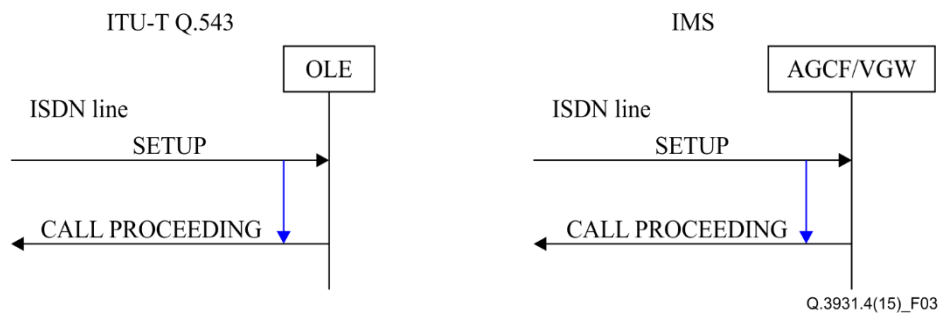 ITU-T Q.543
OLE
ISDN line
SETUP
CALL PROCEEDING
IMS
AGCF/VGW
ISDN line
SETUP
CALL PROCEEDING
Q.3931.4(15)_F03